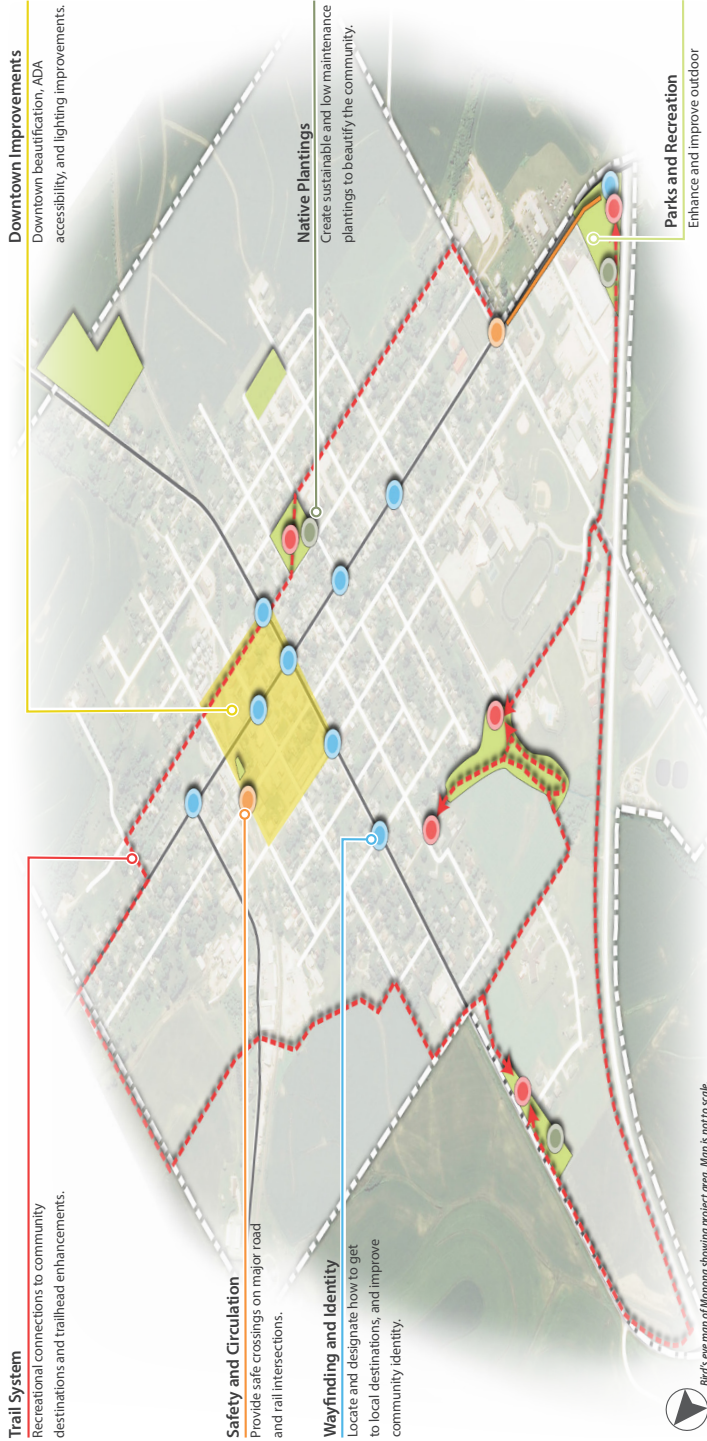 Trail System
Recreational connections to community
destinations and trailhead enhancements.
Downtown Improvements
Downtown beautification, ADA
accessibility, and lighting improvements.
Safety and Circulation
Provide safe crossings on major road
and rail intersections.
Native Plantings
Create sustainable and low maintenance
plantings to beautify the community.
Wayfinding and Identity
Locate and designate how to get
to local destinations, and improve
community identity.
Parks and Recreation
Enhance and improve outdoor
Bird's eye map of Monona showing project area. Map is not to scale